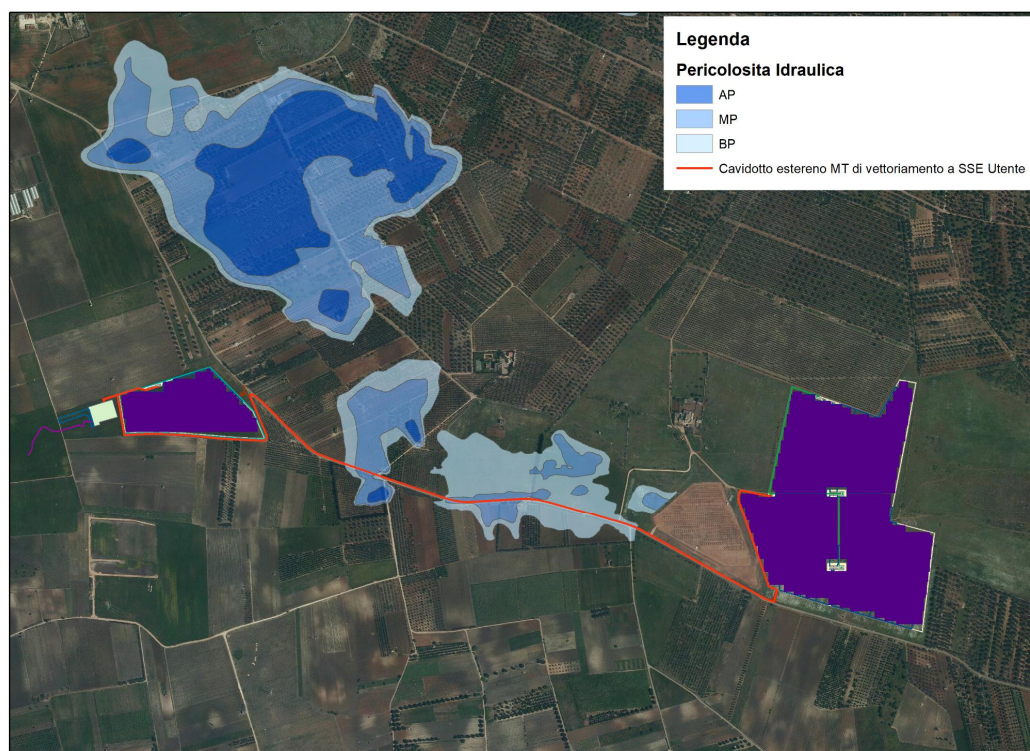 Legenda
Pericolosita Idraulica
AP
MP
BP
Cavidotto estereno MT di vettoriamento a SSE Utente